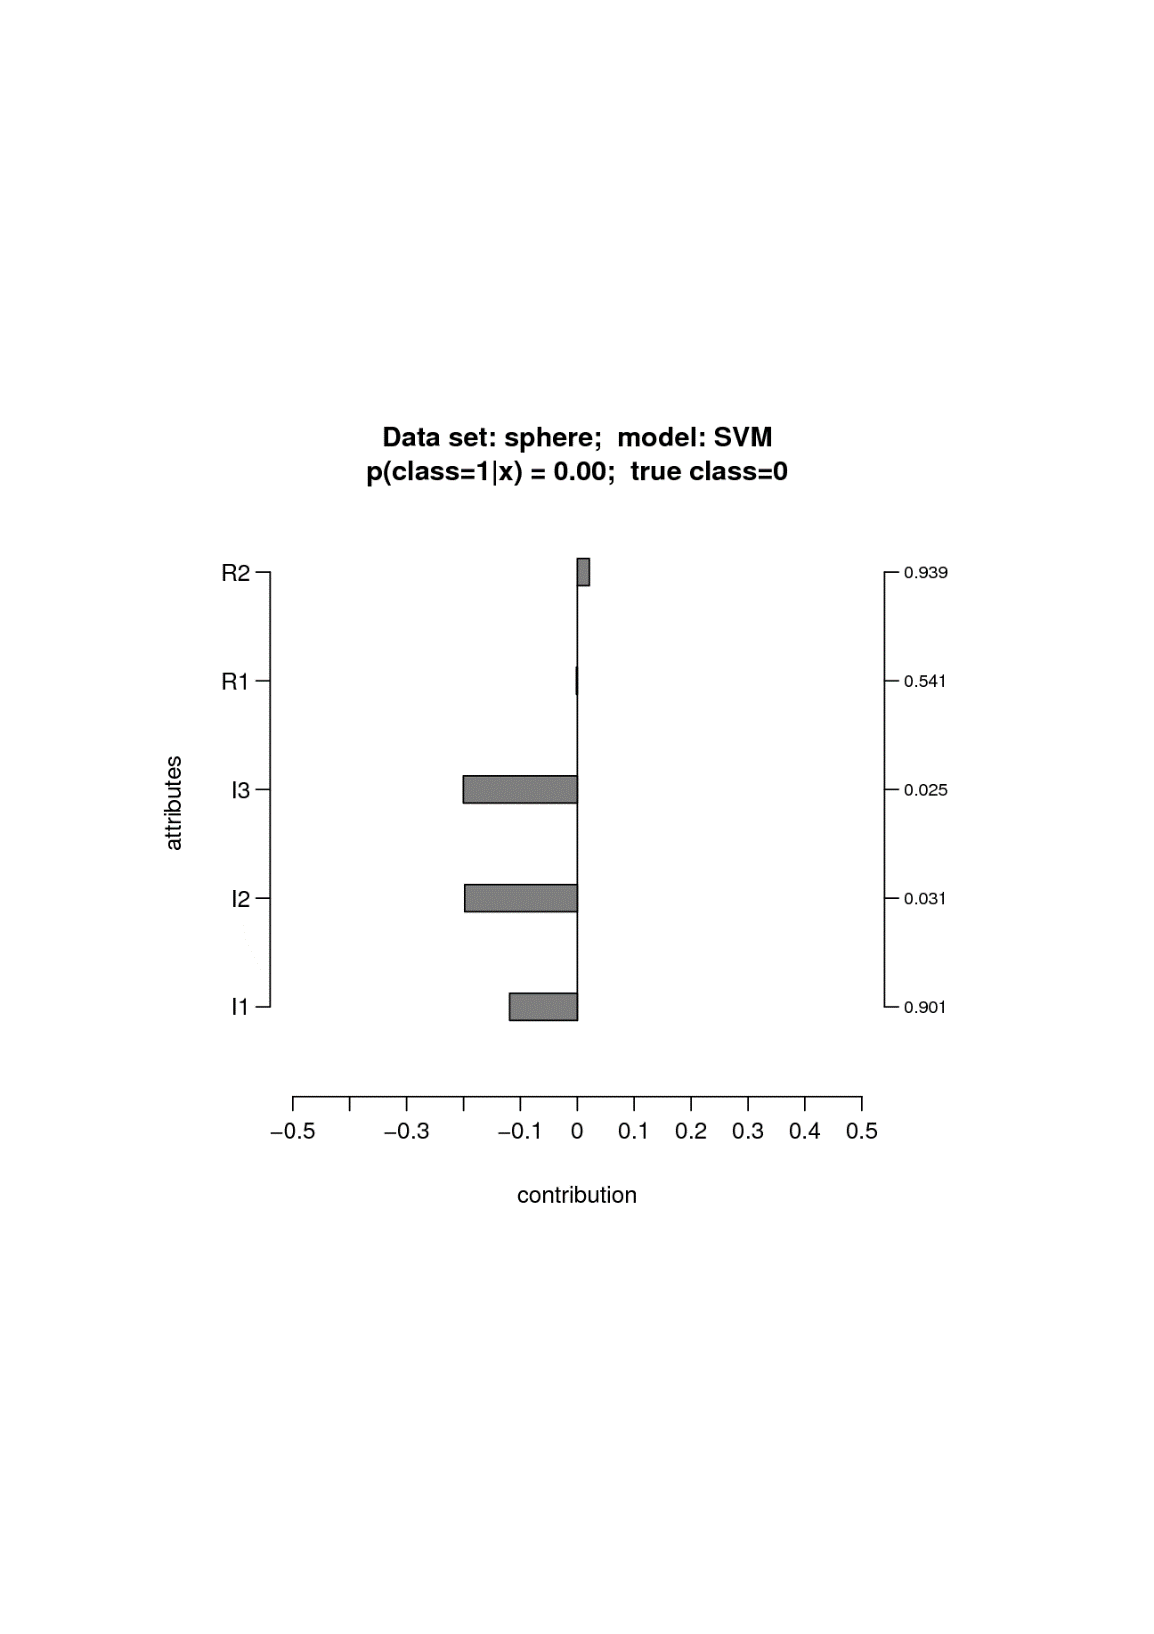 Data set: sphere;  model: SVM
p(class=1|x) = 0.00;  true class=0
R2
0.939
R1
0.541
I3
0.025
attributes
I2
0.031
I1
0.901
−0.5 −0.3 −0.1 0 0.1 0.2 0.3 0.4 0.5
contribution